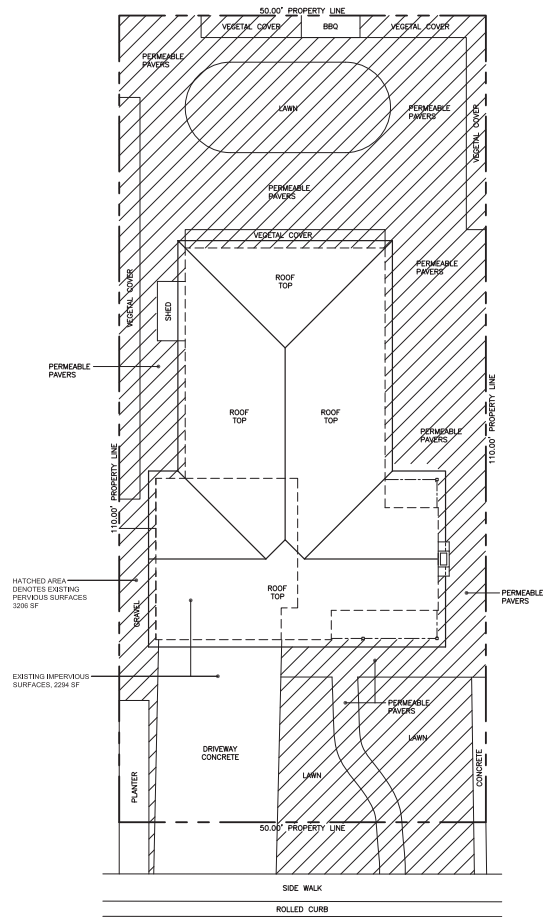 50.00' PROPERTY LINE
VEGETAL COVER
BBQ
VEGETAL COVER
PERMEABLE
PAVERS
LAWN
PERMEABLE
PAVERS
VEGETAL COVER
PERMEABLE
PAVERS
VEGETAL COVER
PERMEABLE
PAVERS
ROOF
TOP
VEGETAL COVER
SHED
PERMEABLE
PAVERS
ROOF
TOP
ROOF
TOP
PERMEABLE
PAVERS
110.00' PROPERTY LINE
110.00' PROPERTY LINE
HATCHED AREA
DENOTES EXISTING
PERVIOUS SURFACES
3206 SF
GRAVEL
ROOF
TOP
PERMEABLE
PAVERS
EXISTING IMPERVIOUS
SURFACES, 2294 SF
PERMEABLE
PAVERS
DRIVEWAY
CONCRETE
LAWN
LAWN
PLANTER
CONCRETE
50.00' PROPERTY LINE
SIDE WALK
ROLLED CURB